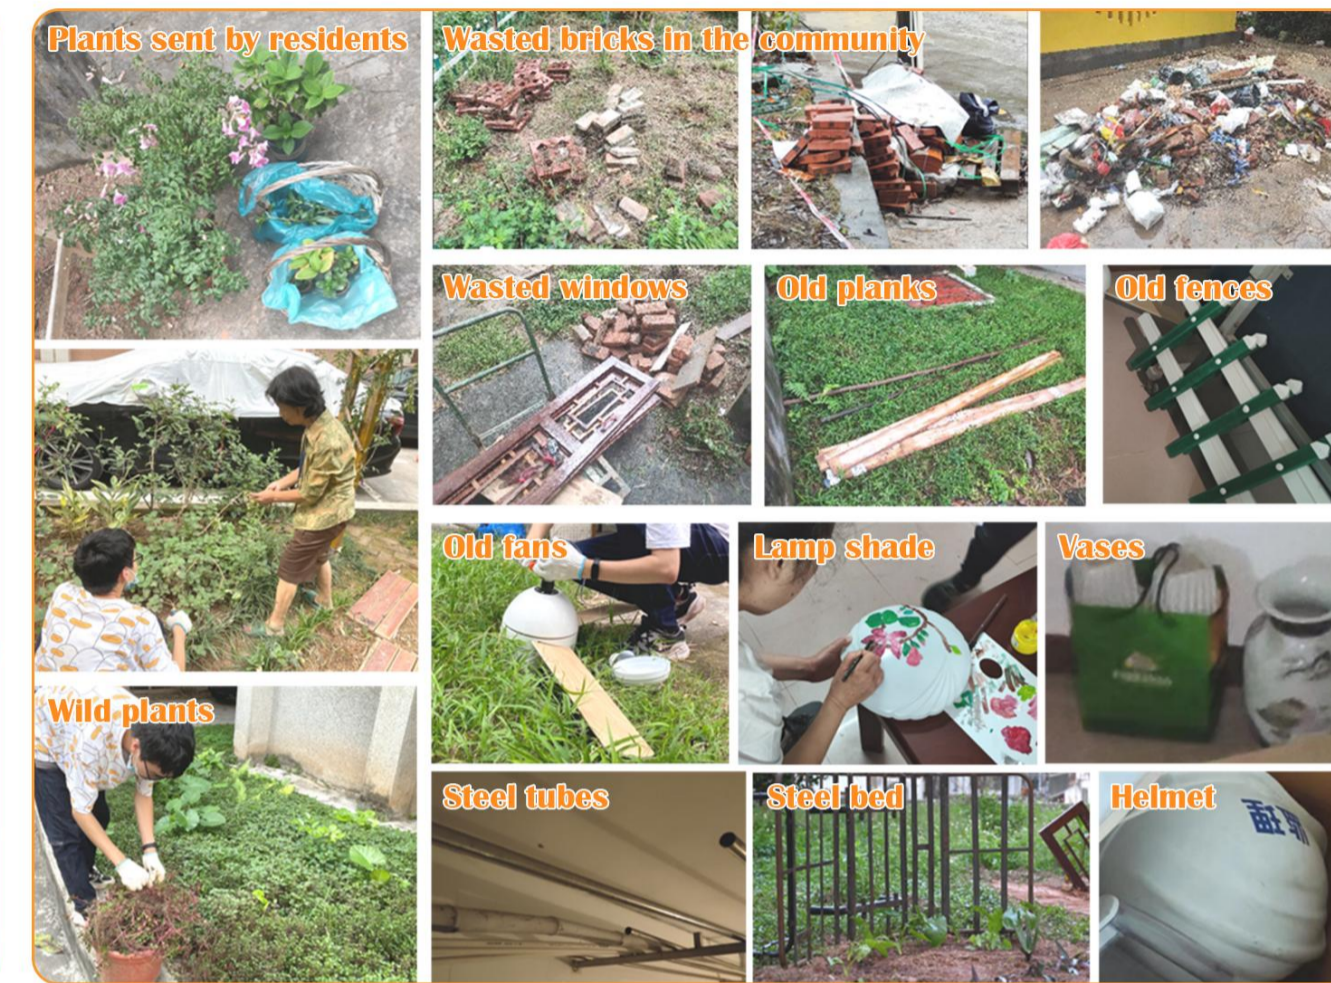 Plants sent by residents
Wasted bricks in the community
Wasted windows
Old planks
Old fences
Old fans
Lamp shade
Vases
Wild plants
Steel tubes
Steel bed
Helmet